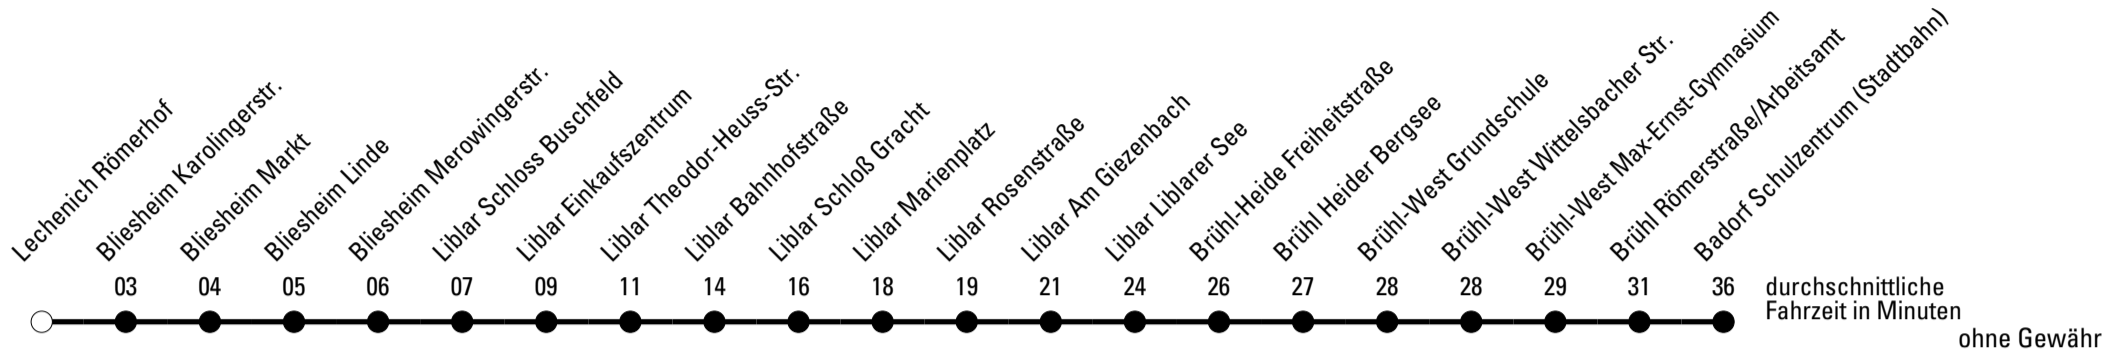 Lechenich Römerhof
Bliesheim Karolingerstr.
Bliesheim Markt
Bliesheim Linde
Bliesheim Merowingerstr.
Liblar Schloss Buschfeld
Liblar Einkaufszentrum
Liblar Theodor-Heuss-Str.
Liblar Bahnhofstraße
Liblar Schloß Gracht
Liblar Marienplatz
Liblar Rosenstraße
Liblar Am Giezenbach
Liblar Liblarer See
Brühl-Heide Freiheitstraße
Brühl Heider Bergsee
Brühl-West Grundschule
Brühl-West Wittelsbacher Str.
Brühl-West Max-Ernst-Gymnasium
Brühl Römerstraße/Arbeitsamt
Badorf Schulzentrum (Stadtbahn)
03 04 05 06 07 09 11 14 16 18 19 21 24 26 27 28 28 29 31 36 durchschnittliche
Fahrzeit in Minuten
ohne Gewähr